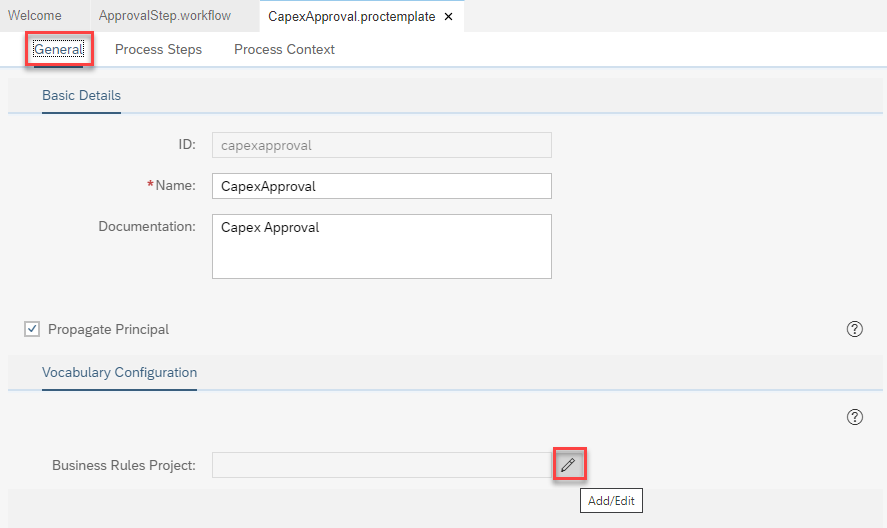 Welcome ApprovalStep.workflow CapexApproval.proctemplate ×
General Process Steps Process Context
Basic Details
ID: capexapproval
*Name: CapexApproval
Documentation: Capex Approval
Propagate Principal ?
Vocabulary Configuration
?
Business Rules Project:
Add/Edit